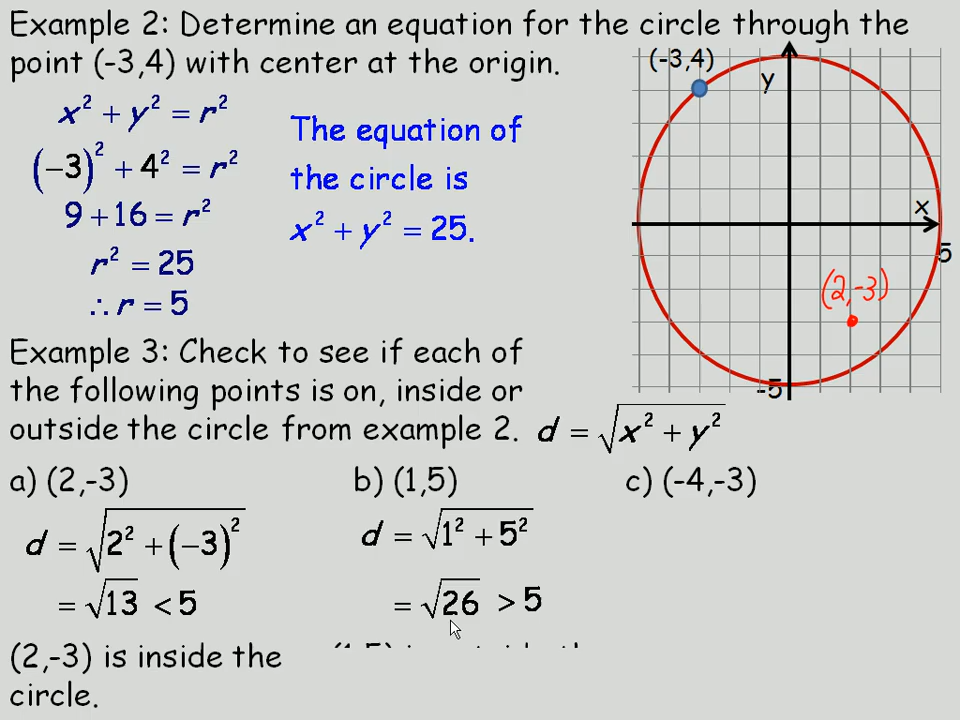 Example 2: Determine an equation for the circle through the
point (-3,4) with center at the origin.
x² + y² = r²
(−3)² + 4² = r²
9 + 16 = r²
r² = 25
∴ r = 5
The equation of
the circle is
x² + y² = 25.
(-3,4)
y
x
5
(2,-3)
-5
Example 3: Check to see if each of
the following points is on, inside or
outside the circle from example 2.
d = √(x² + y²)
a) (2,-3)
d = √(2² + (−3)²)
= √13 < 5
(2,-3) is inside the
circle.
b) (1,5)
d = √(1² + 5²)
= √26 > 5
c) (-4,-3)